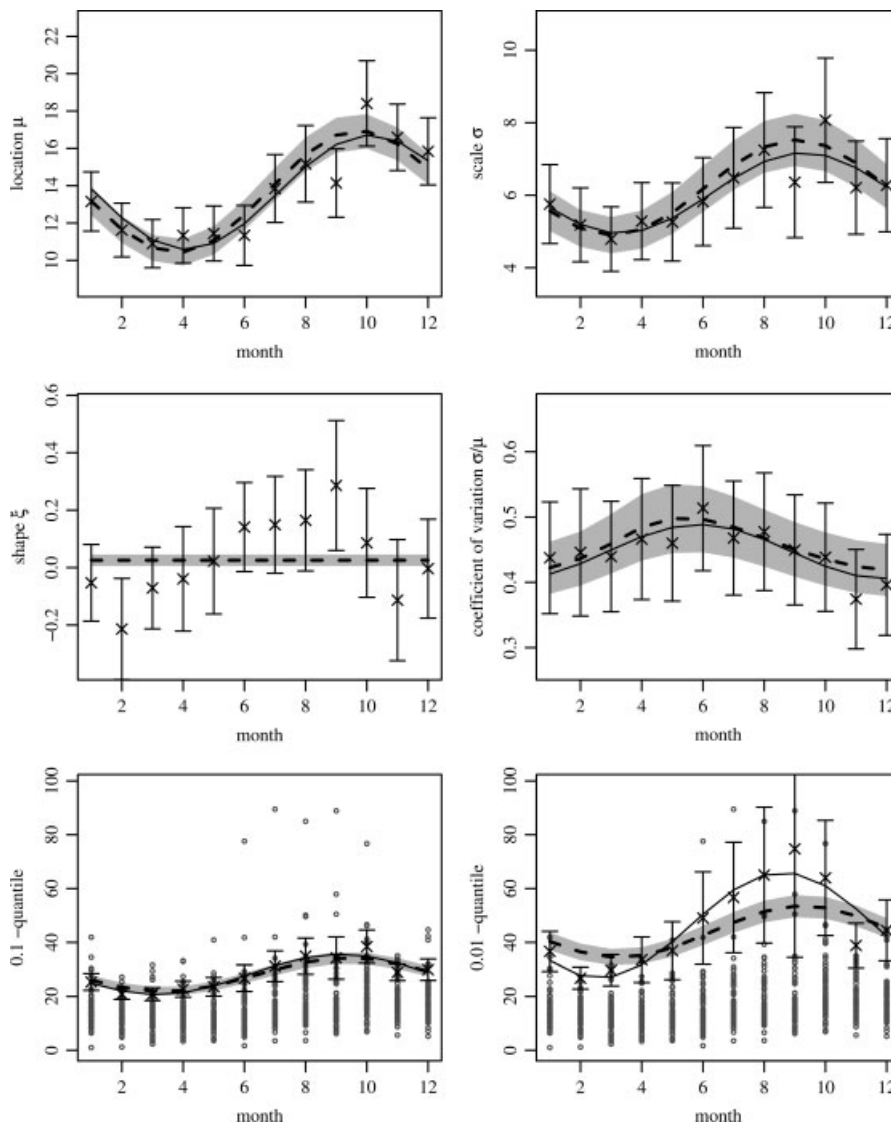 22
20
18
16
14
12
10
location μ
2 4 6 8 10 12
month
10
8
6
4
scale σ
2 4 6 8 10 12
month
0.6
0.4
0.2
0.0
−0.2
shape ξ
2 4 6 8 10 12
month
0.6
0.5
0.4
0.3
coefficient of variation σ/μ
2 4 6 8 10 12
month
100
80
60
40
20
0
0.1 −quantile
2 4 6 8 10 12
month
100
80
60
40
20
0
0.01 −quantile
2 4 6 8 10 12
month